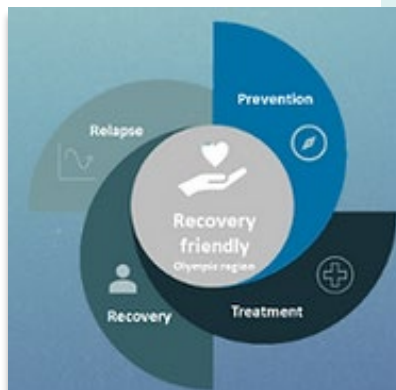 Prevention
Relapse
Recovery
friendly
Olympic region
Recovery
Treatment